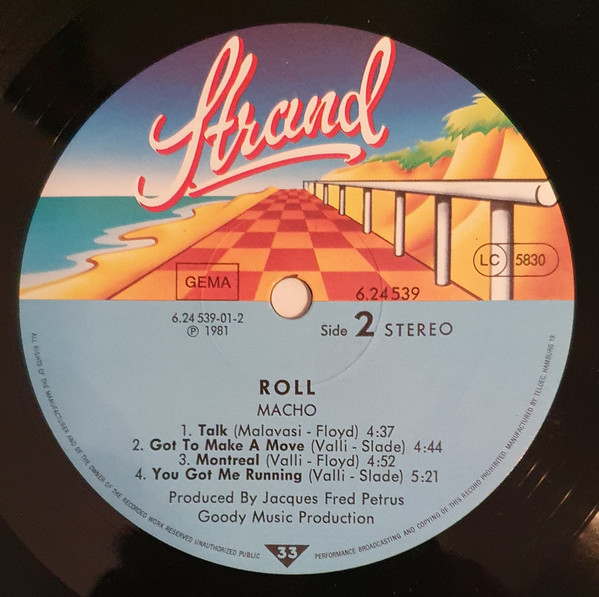 Strand
GEMA
LC 5830
6.24 539
6.24 539-01-2
℗ 1981
Side 2 STEREO
ROLL
MACHO
1. Talk (Malavasi - Floyd) 4:37
2. Got To Make A Move (Valli - Slade) 4:44
3. Montreal (Valli - Floyd) 4:52
4. You Got Me Running (Valli - Slade) 5:21
Produced By Jacques Fred Petrus
Goody Music Production
33
ALL RIGHTS OF THE MANUFACTURER AND OF THE OWNER OF THE RECORDED WORK RESERVED UNAUTHORIZED PUBLIC
PERFORMANCE BROADCASTING AND COPYING OF THIS RECORD PROHIBITED. MANUFACTURED BY TELDEC, HAMBURG 19